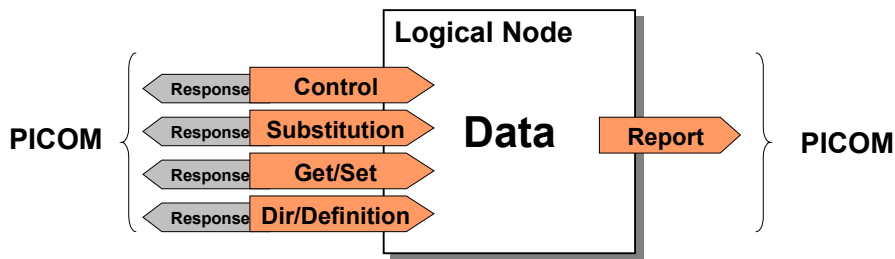 Logical Node
Response Control
Response Substitution
PICOM Data Report PICOM
Response Get/Set
Response Dir/Definition